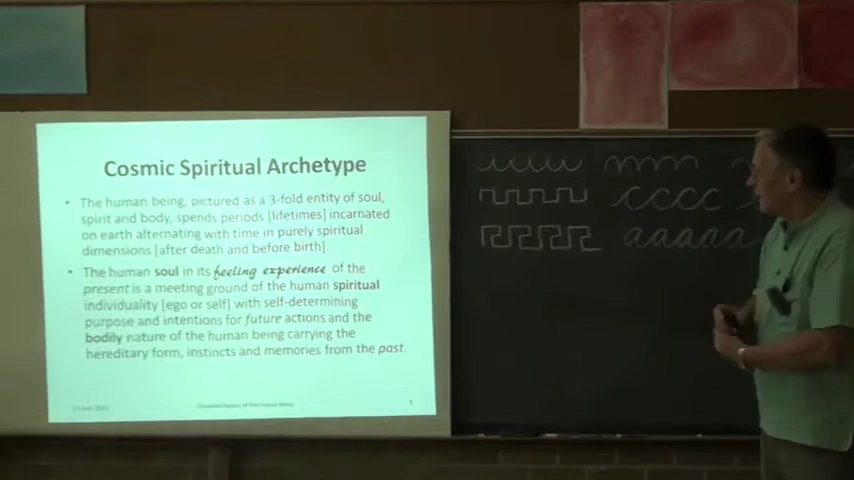 Cosmic Spiritual Archetype
• The human being, pictured as a 3-fold entity of soul,
spirit and body, spends periods [lifetimes] incarnated
on earth alternating with time in purely spiritual
dimensions [after death and before birth].
• The human soul in its feeling experience of the
present is a meeting ground of the human spiritual
individuality [ego or self] with self-determining
purpose and intentions for future actions and the
bodily nature of the human being carrying the
hereditary form, instincts and memories from the past.
1
cccc
aaaaa